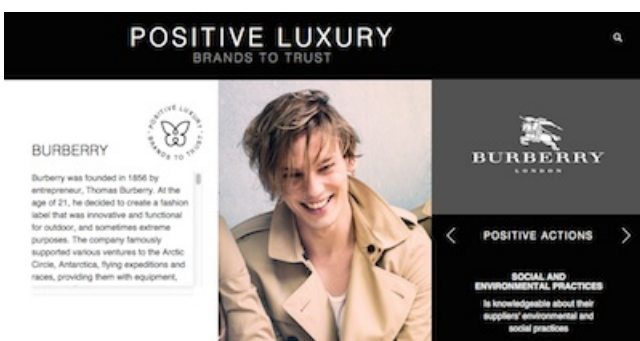 POSITIVE LUXURY
BRANDS TO TRUST
POSITIVE LUXURY
BRANDS TO TRUST
BURBERRY
Burberry was founded in 1856 by
entrepreneur, Thomas Burberry. At the
age of 21, he decided to create a fashion
label that was innovative and functional
for outdoor, and sometimes extreme
purposes. The company famously
supported various ventures to the Arctic
Circle, Antarctica, flying expeditions and
races, providing them with equipment,
BURBERRY
LONDON
POSITIVE ACTIONS
SOCIAL AND
ENVIRONMENTAL PRACTICES
Is knowledgeable about their
suppliers' environmental and
social practices